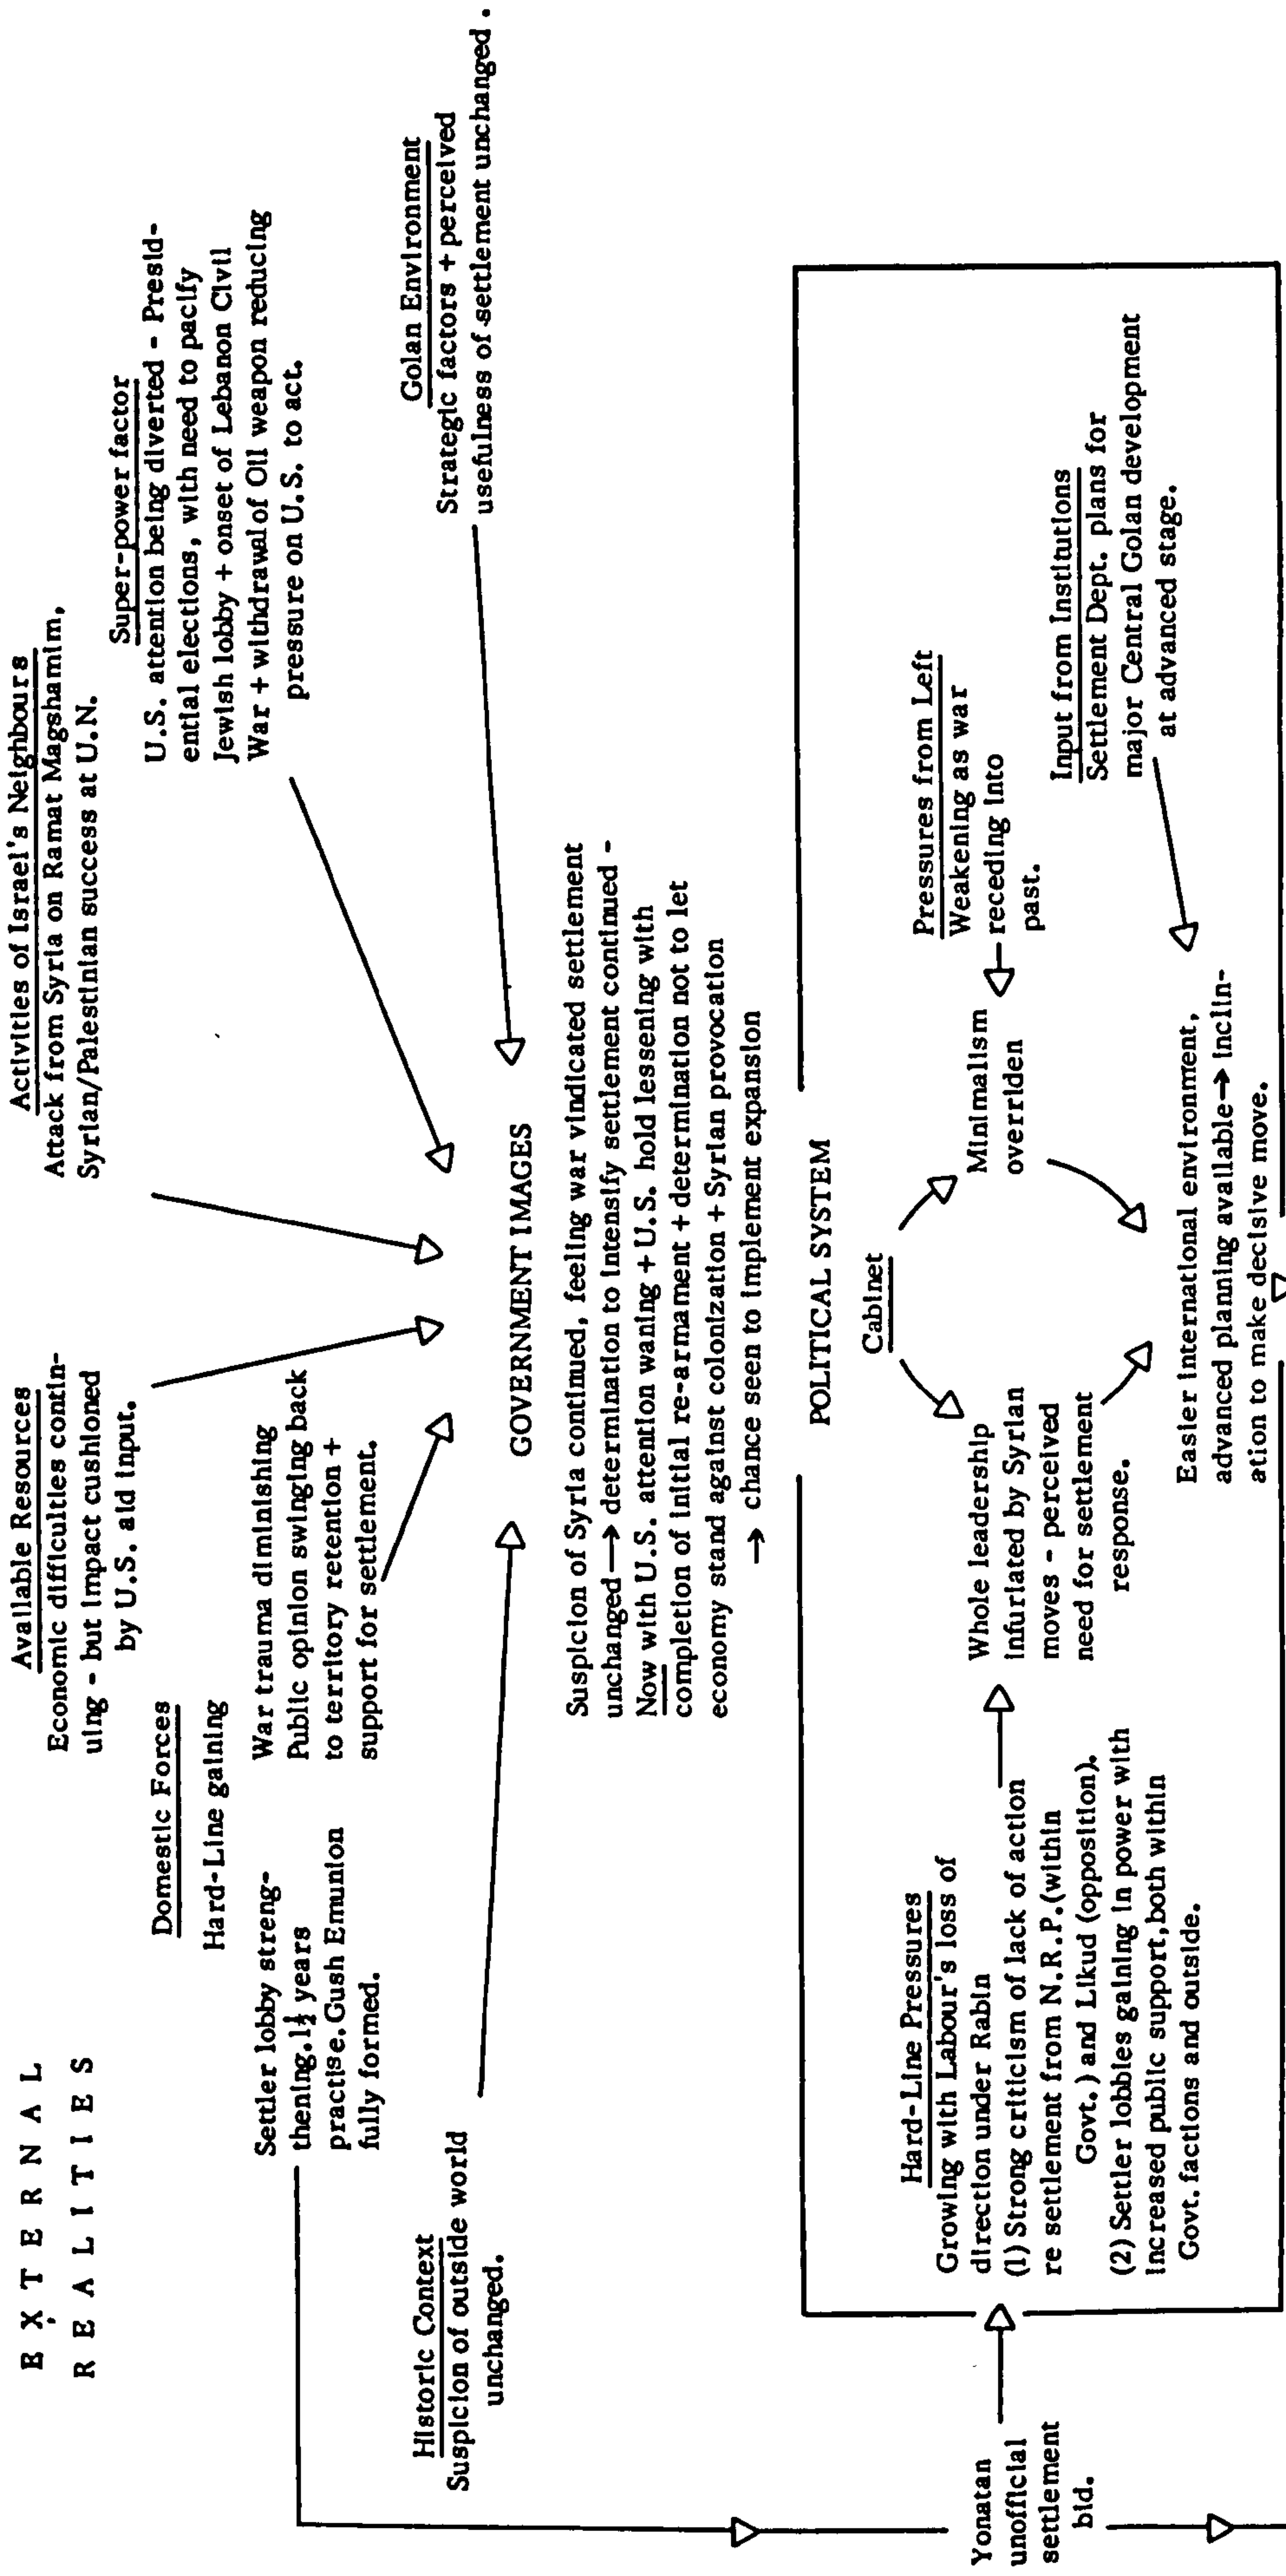 E X T E R N A L
R E A L I T I E S
Available Resources
Economic difficulties contin-
uing - but impact cushioned
by U.S. aid input.
Activities of Israel's Neighbours
Attack from Syria on Ramat Magshamim,
Syrian/Palestinian success at U.N.
Domestic Forces
Hard-Line gaining
Settler lobby streng-
thening. 1½ years
practise. Gush Emunion
fully formed.
War trauma diminishing
Public opinion swinging back
to territory retention +
support for settlement.
Super-power factor
U.S. attention being diverted - Presid-
ential elections, with need to pacify
Jewish lobby + onset of Lebanon Civil
War + withdrawal of Oil weapon reducing
pressure on U.S. to act.
Historic Context
Suspicion of outside world
unchanged.
Golan Environment
Strategic factors + perceived
usefulness of settlement unchanged.
GOVERNMENT IMAGES
Suspicion of Syria continued, feeling war vindicated settlement
unchanged → determination to intensify settlement continued -
Now with U.S. attention waning + U.S. hold lessening with
completion of initial re-armament + determination not to let
economy stand against colonization + Syrian provocation
→ chance seen to implement expansion
POLITICAL SYSTEM
Cabinet
Yonatan
unofficial
settlement
bid.
Hard-Line Pressures
Growing with Labour's loss of
direction under Rabin
(1) Strong criticism of lack of action
re settlement from N.R.P. (within
Govt.) and Likud (opposition).
(2) Settler lobbies gaining in power with
increased public support, both within
Govt. factions and outside.
Whole leadership
infuriated by Syrian
moves - perceived
need for settlement
response.
Minimalism
overriden
Pressures from Left
Weakening as war
receding into
past.
Input from Institutions
Settlement Dept. plans for
major Central Golan development
at advanced stage.
Easier international environment,
advanced planning available → inclin-
ation to make decisive move.